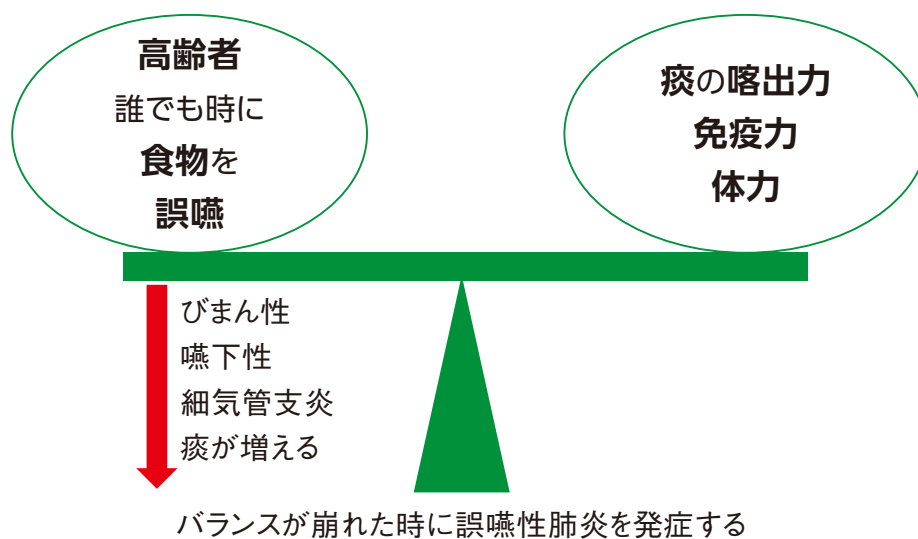 高齢者
誰でも時に
食物を
誤嚥
痰の喀出力
免疫力
体力
びまん性
嚥下性
細気管支炎
痰が増える
バランスが崩れた時に誤嚥性肺炎を発症する